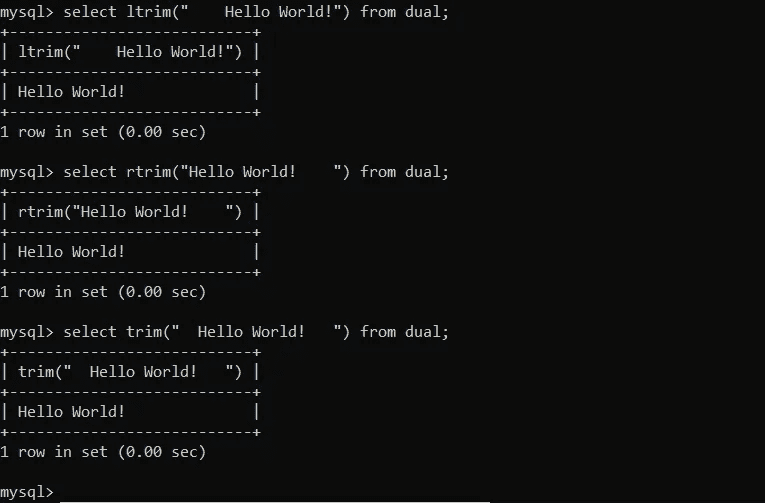 mysql> select ltrim("    Hello World!") from dual;
+---------------------------+
| ltrim("    Hello World!") |
+---------------------------+
| Hello World!              |
+---------------------------+
1 row in set (0.00 sec)

mysql> select rtrim("Hello World!    ") from dual;
+---------------------------+
| rtrim("Hello World!    ") |
+---------------------------+
| Hello World!              |
+---------------------------+
1 row in set (0.00 sec)

mysql> select trim("  Hello World!   ") from dual;
+---------------------------+
| trim("  Hello World!   ") |
+---------------------------+
| Hello World!              |
+---------------------------+
1 row in set (0.00 sec)

mysql>